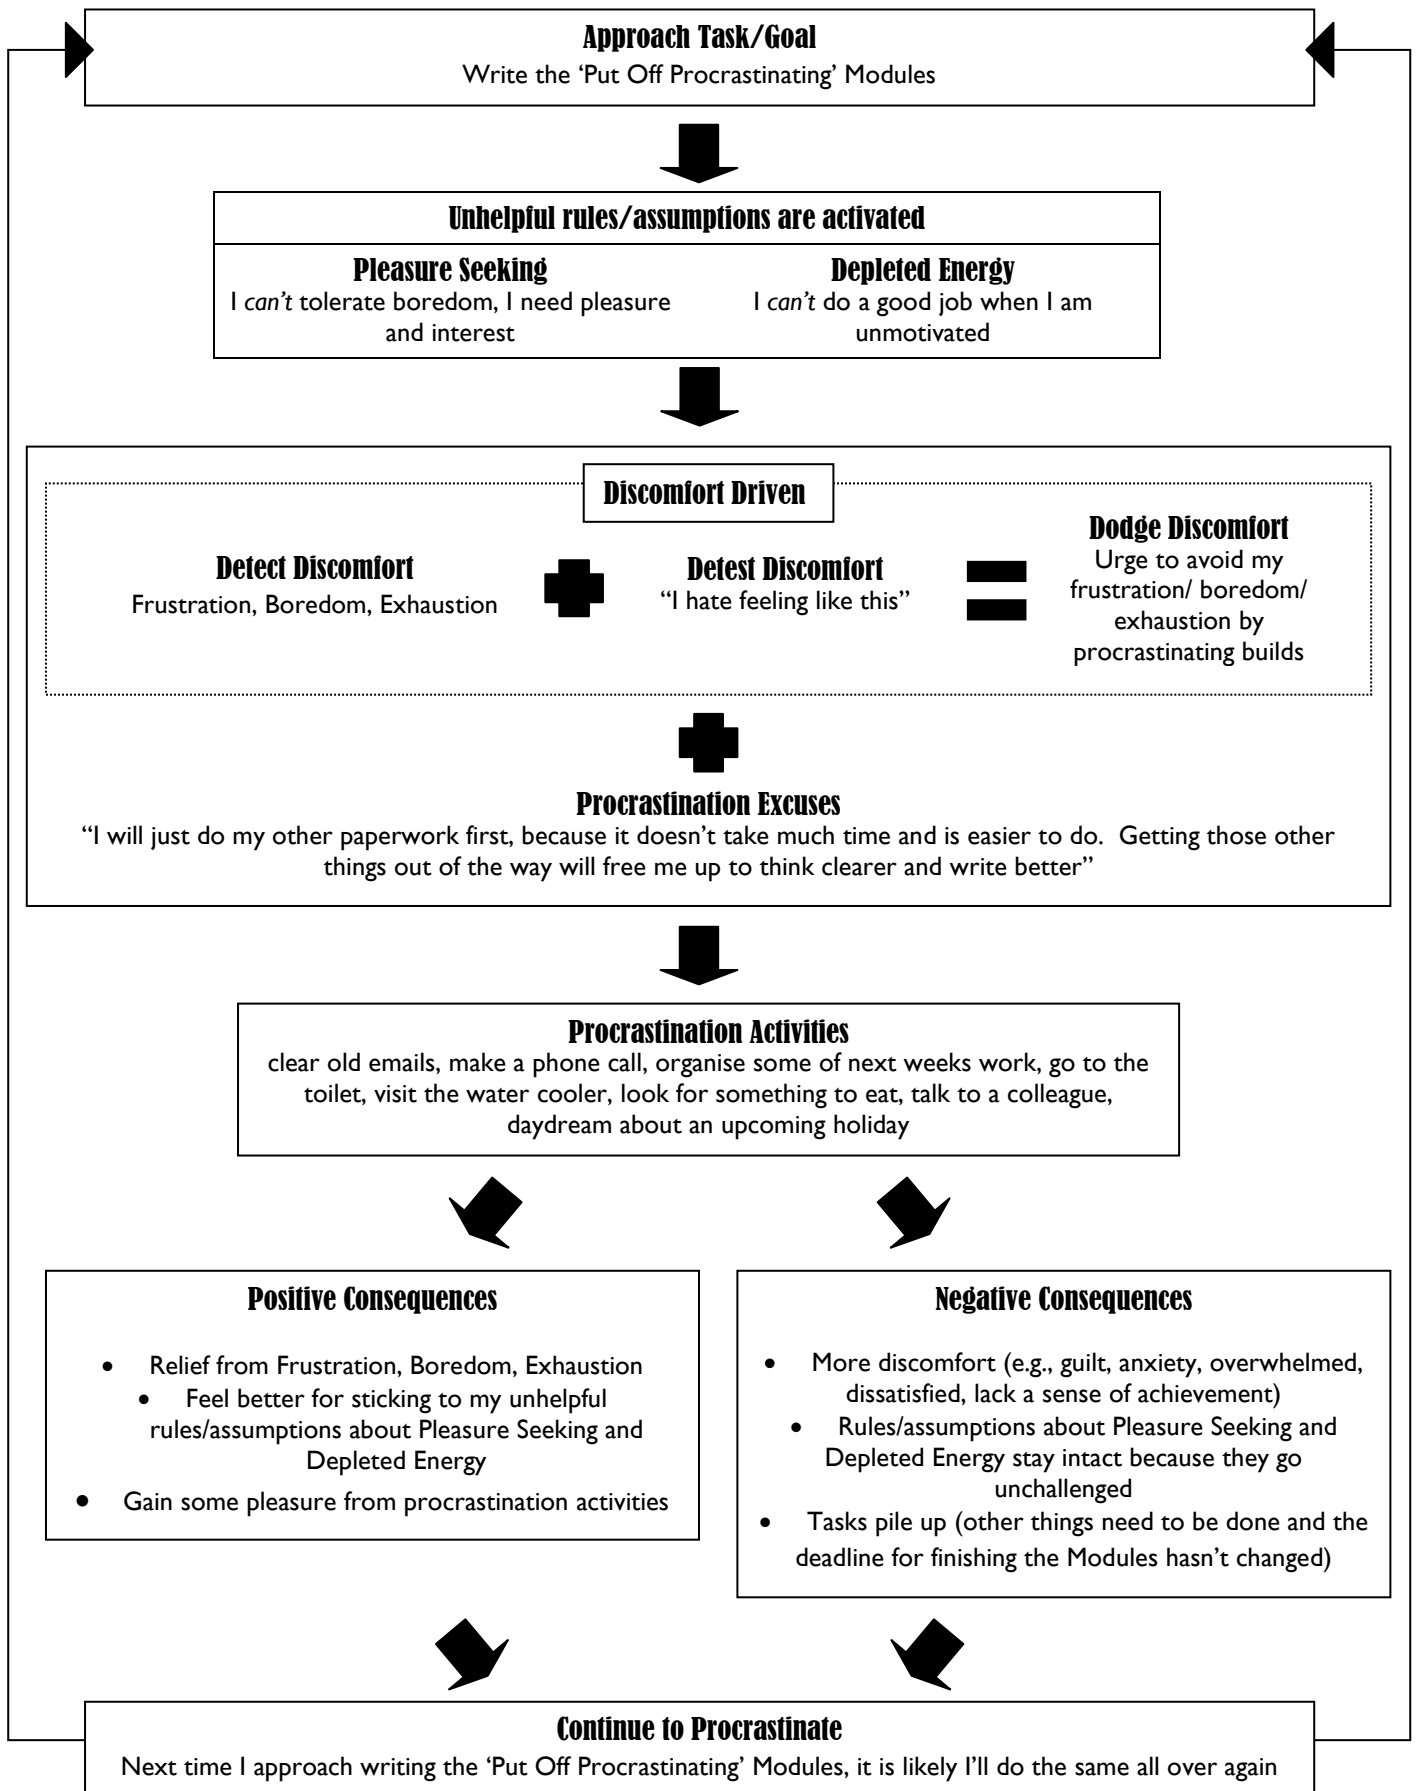 Approach Task/Goal
Write the ‘Put Off Procrastinating’ Modules
Unhelpful rules/assumptions are activated
Pleasure Seeking
I can’t tolerate boredom, I need pleasure
and interest
Depleted Energy
I can’t do a good job when I am
unmotivated
Discomfort Driven
Detect Discomfort
Frustration, Boredom, Exhaustion
Detest Discomfort
“I hate feeling like this”
Dodge Discomfort
Urge to avoid my
frustration/ boredom/
exhaustion by
procrastinating builds
Procrastination Excuses
“I will just do my other paperwork first, because it doesn’t take much time and is easier to do.  Getting those other
things out of the way will free me up to think clearer and write better”
Procrastination Activities
clear old emails, make a phone call, organise some of next weeks work, go to the
toilet, visit the water cooler, look for something to eat, talk to a colleague,
daydream about an upcoming holiday
Positive Consequences
• Relief from Frustration, Boredom, Exhaustion
• Feel better for sticking to my unhelpful
rules/assumptions about Pleasure Seeking and
Depleted Energy
• Gain some pleasure from procrastination activities
Negative Consequences
• More discomfort (e.g., guilt, anxiety, overwhelmed,
dissatisfied, lack a sense of achievement)
• Rules/assumptions about Pleasure Seeking and
Depleted Energy stay intact because they go
unchallenged
• Tasks pile up (other things need to be done and the
deadline for finishing the Modules hasn’t changed)
Continue to Procrastinate
Next time I approach writing the ‘Put Off Procrastinating’ Modules, it is likely I’ll do the same all over again